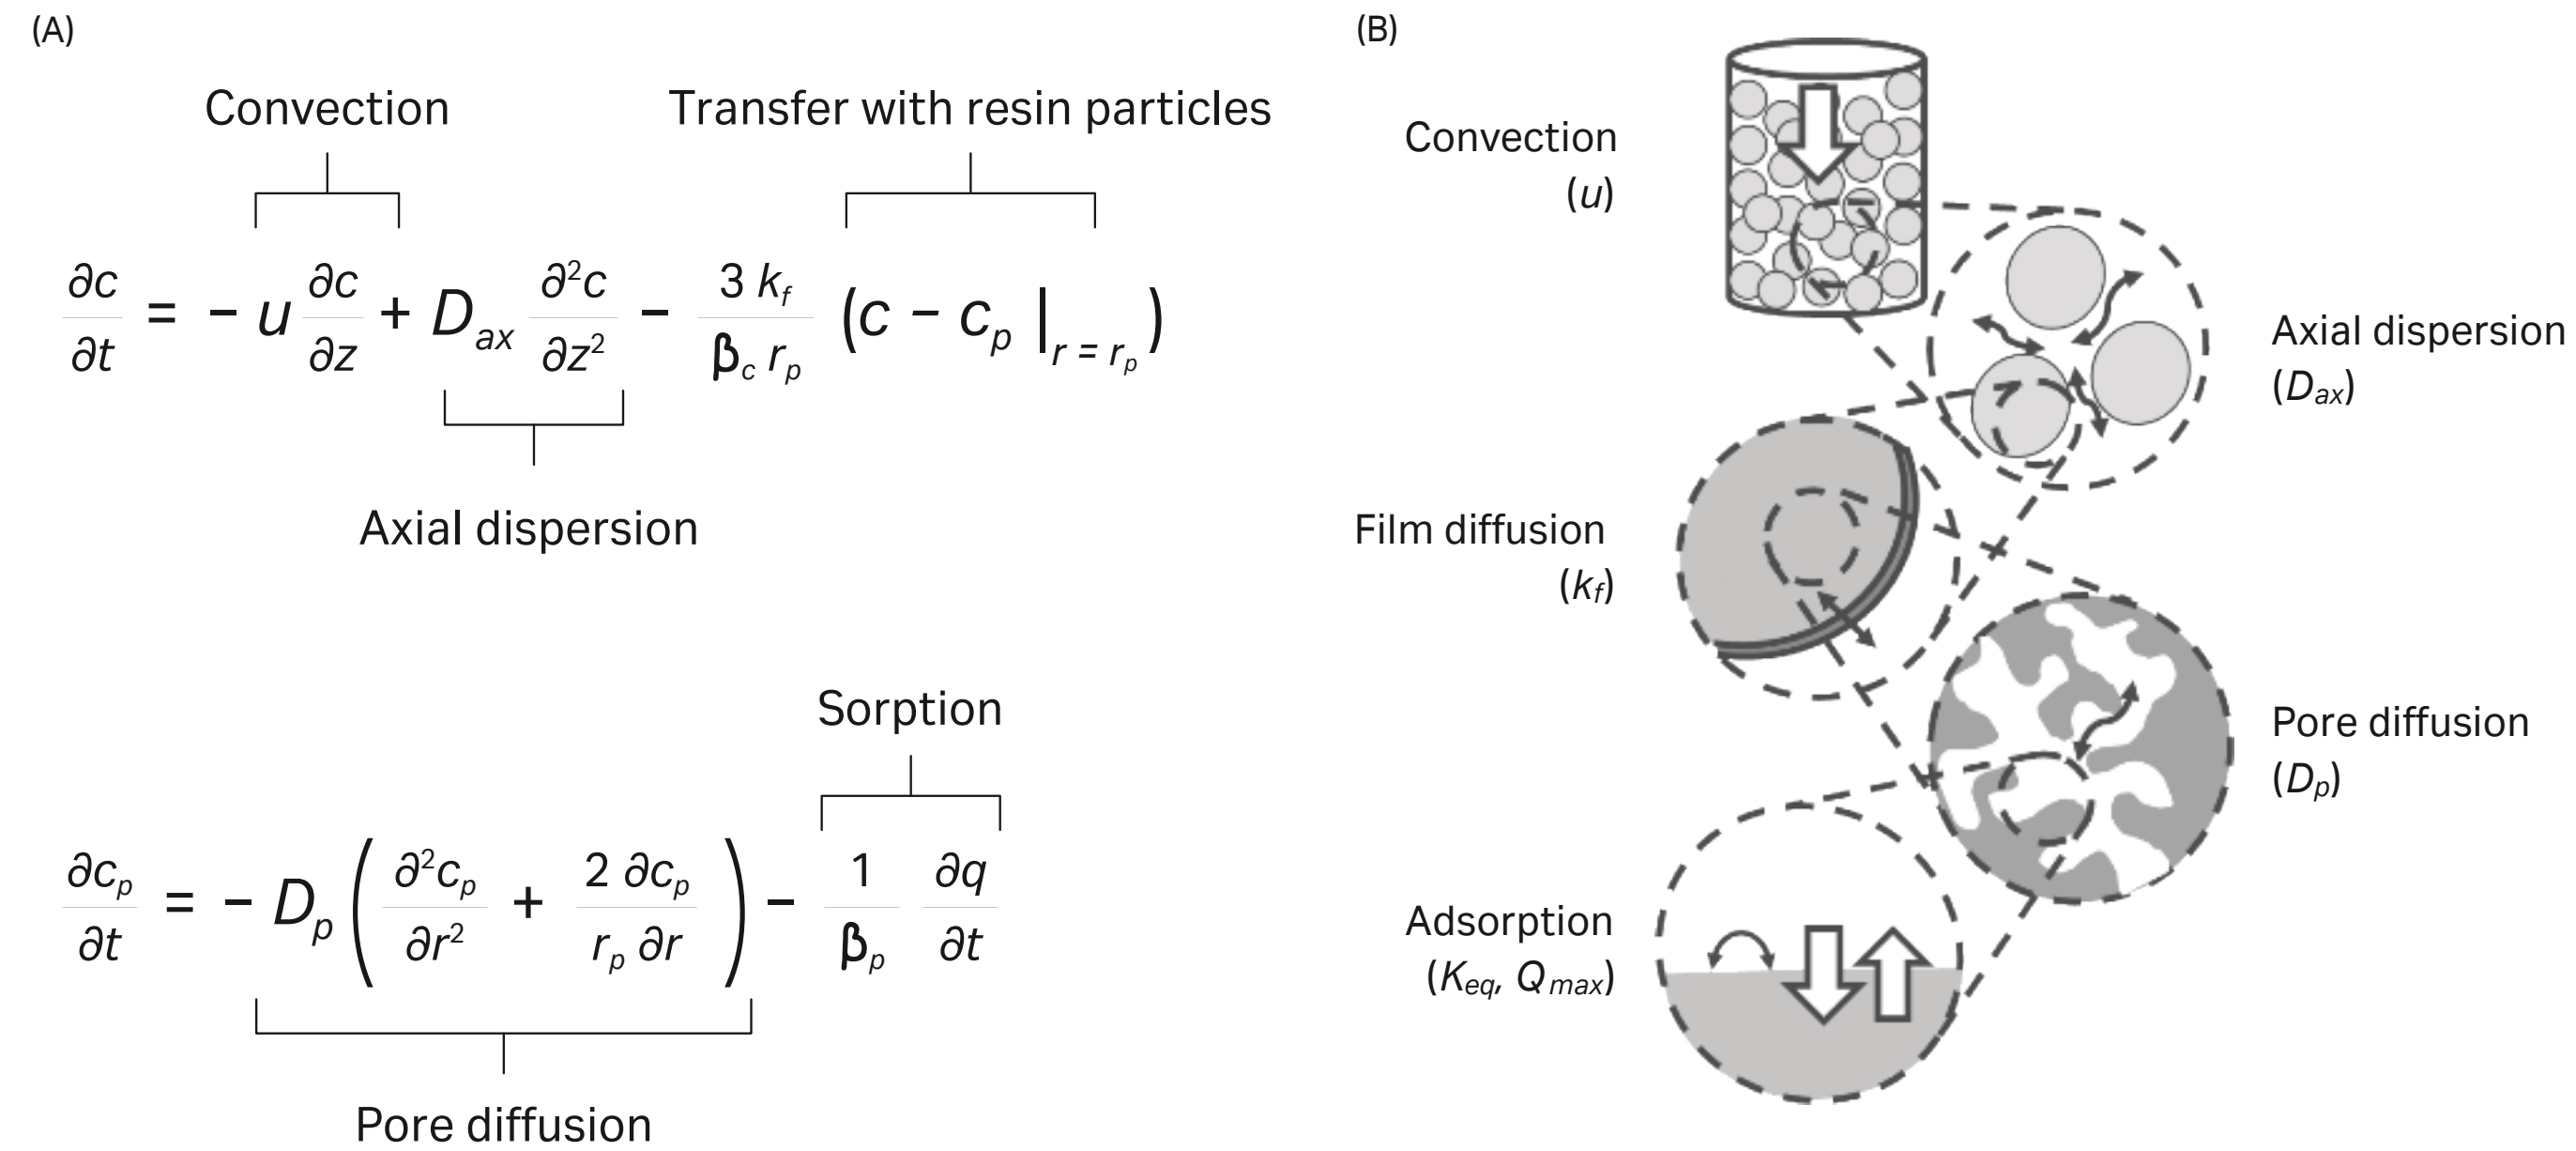 (A)
Convection
Transfer with resin particles
∂c/∂t = − u ∂c/∂z + D_ax ∂²c/∂z² − 3 k_f / β_c r_p (c − c_p |_r = r_p)
Axial dispersion
Sorption
∂c_p/∂t = − D_p (∂²c_p/∂r² + 2 ∂c_p / r_p ∂r) − 1/β_p ∂q/∂t
Pore diffusion
(B)
Convection
(u)
Axial dispersion
(D_ax)
Film diffusion
(k_f)
Pore diffusion
(D_p)
Adsorption
(K_eq, Q_max)